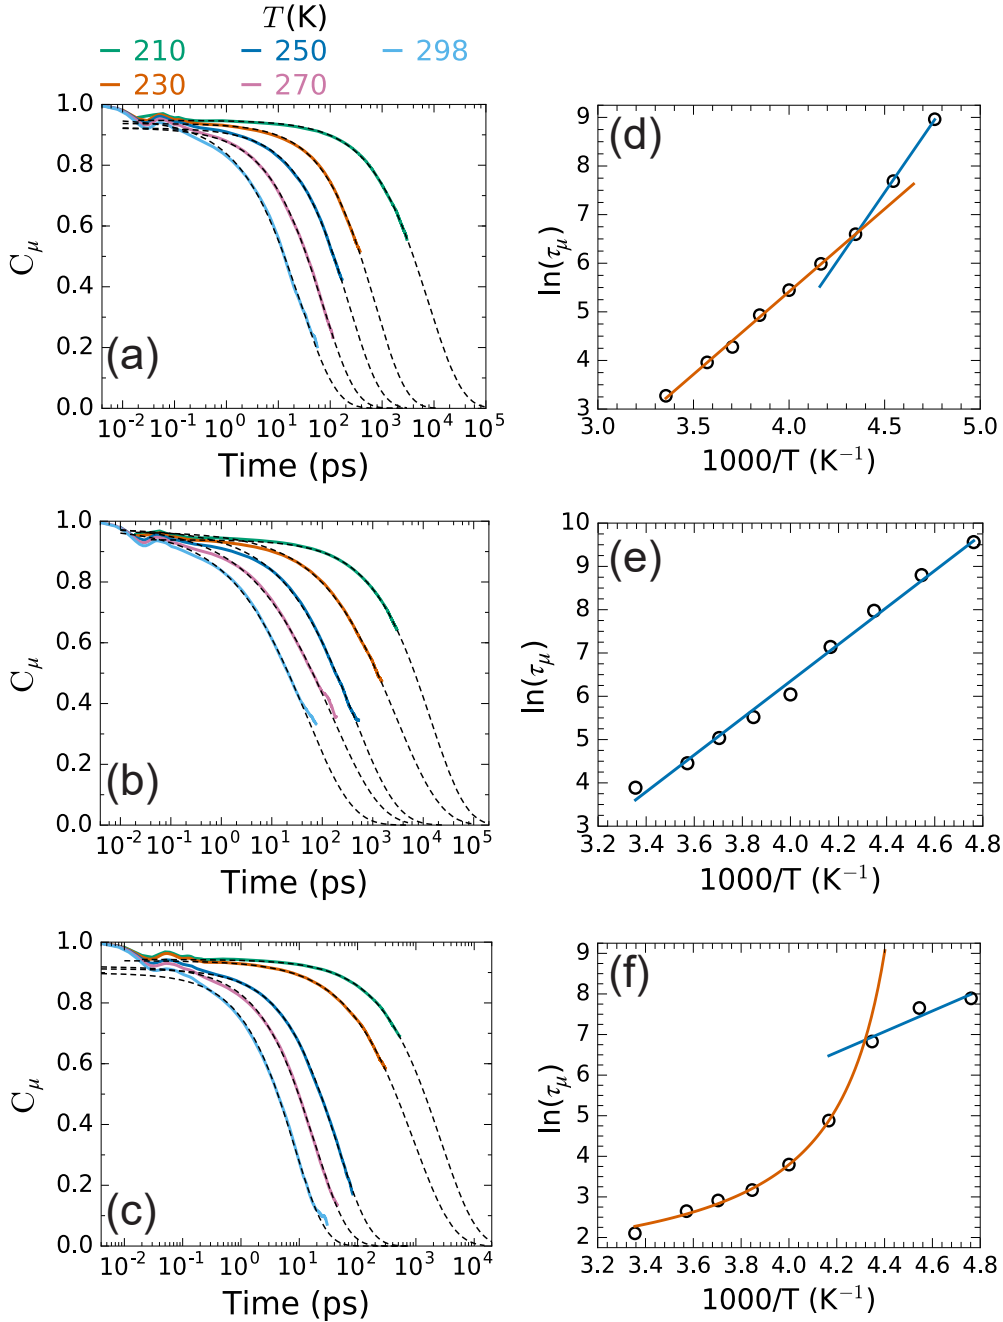 T(K)
210 250 298
230 270
1.0
0.8
0.6
0.4
0.2
0.0
Cμ
(a)
10⁻² 10⁻¹ 10⁰ 10¹ 10² 10³ 10⁴ 10⁵
Time (ps)
9
8
7
6
5
4
3
ln(τμ)
(d)
3.0 3.5 4.0 4.5 5.0
1000/T (K⁻¹)
1.0
0.8
0.6
0.4
0.2
0.0
Cμ
(b)
10⁻² 10⁻¹ 10⁰ 10¹ 10² 10³ 10⁴ 10⁵
Time (ps)
10
9
8
7
6
5
4
3
ln(τμ)
(e)
3.2 3.4 3.6 3.8 4.0 4.2 4.4 4.6 4.8
1000/T (K⁻¹)
1.0
0.8
0.6
0.4
0.2
0.0
Cμ
(c)
10⁻² 10⁻¹ 10⁰ 10¹ 10² 10³ 10⁴
Time (ps)
9
8
7
6
5
4
3
2
ln(τμ)
(f)
3.2 3.4 3.6 3.8 4.0 4.2 4.4 4.6 4.8
1000/T (K⁻¹)